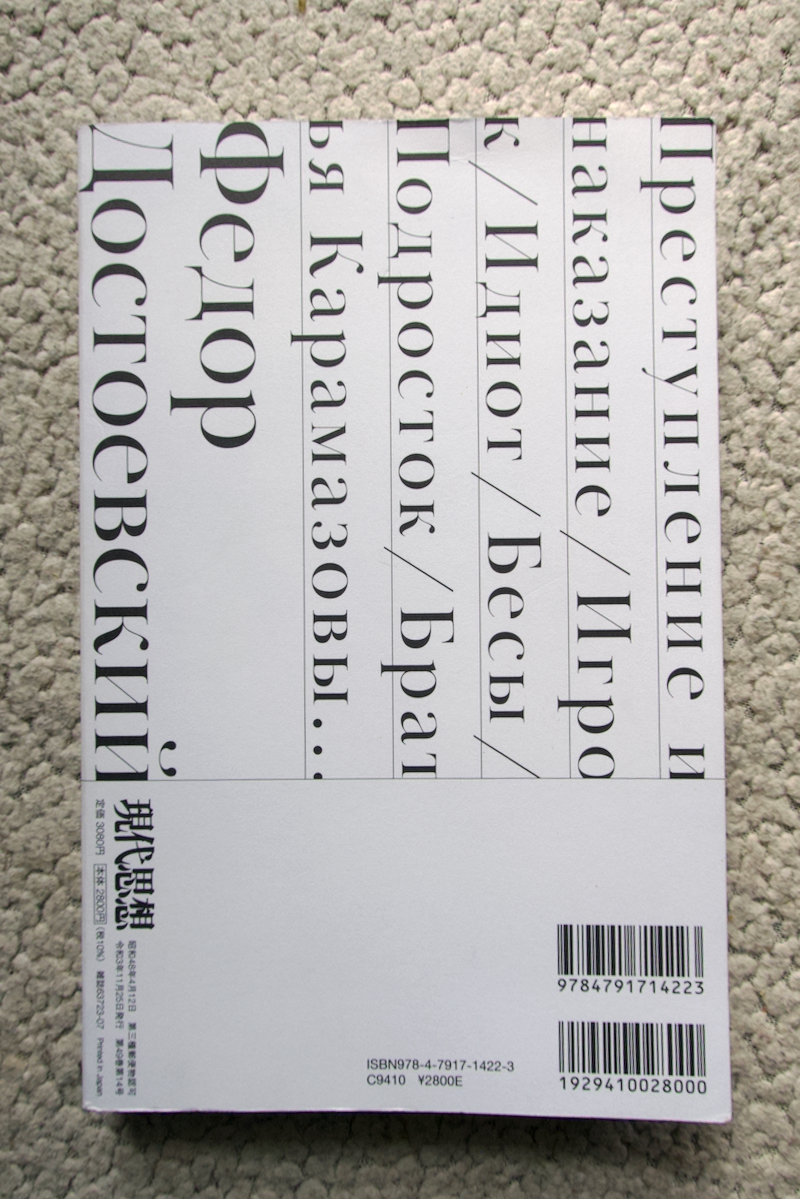 Преступление и
наказание / Игро
к / Идиот / Бесы /
Подросток / Брат
ья Карамазовы...
Федор
Достоевский
現代思想
昭和48年4月12日 第三種郵便物認可
令和3年11月25日発行 第49巻第14号
定価 3080円 本体 2800円 (税10%) 雑誌63723-07 Printed in Japan
9784791714223
ISBN978-4-7917-1422-3
C9410 ¥2800E
1929410028000